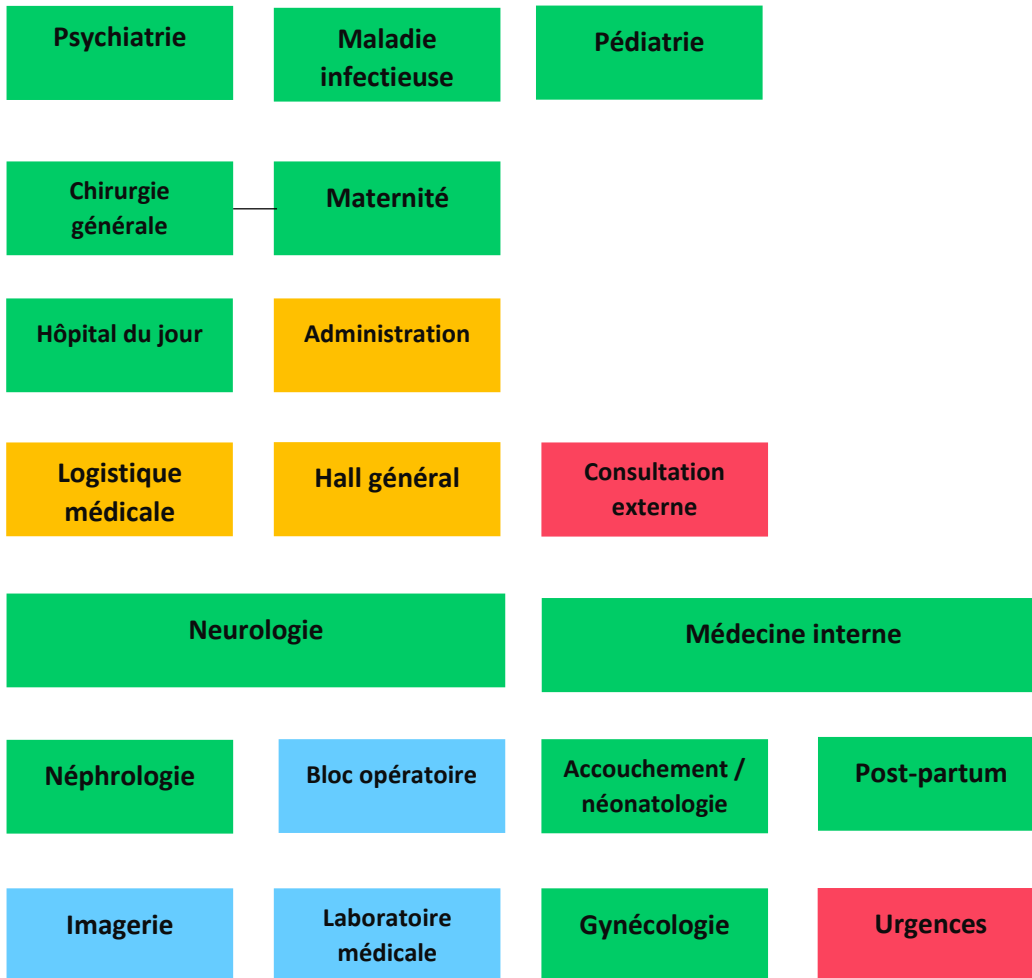 Psychiatrie
Maladie
infectieuse
Pédiatrie
Chirurgie
générale
Maternité
Hôpital du jour
Administration
Logistique
médicale
Hall général
Consultation
externe
Neurologie
Médecine interne
Néphrologie
Bloc opératoire
Accouchement /
néonatologie
Post-partum
Imagerie
Laboratoire
médicale
Gynécologie
Urgences